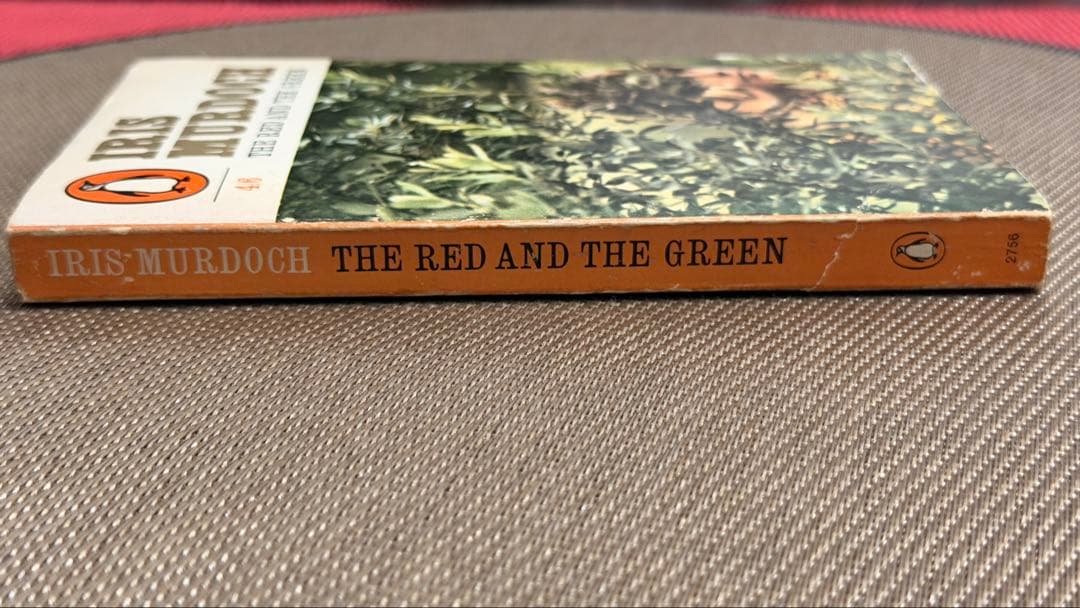 IRIS
MURDOCH
THE RED AND THE GREEN
4/6
IRIS MURDOCH THE RED AND THE GREEN
2756